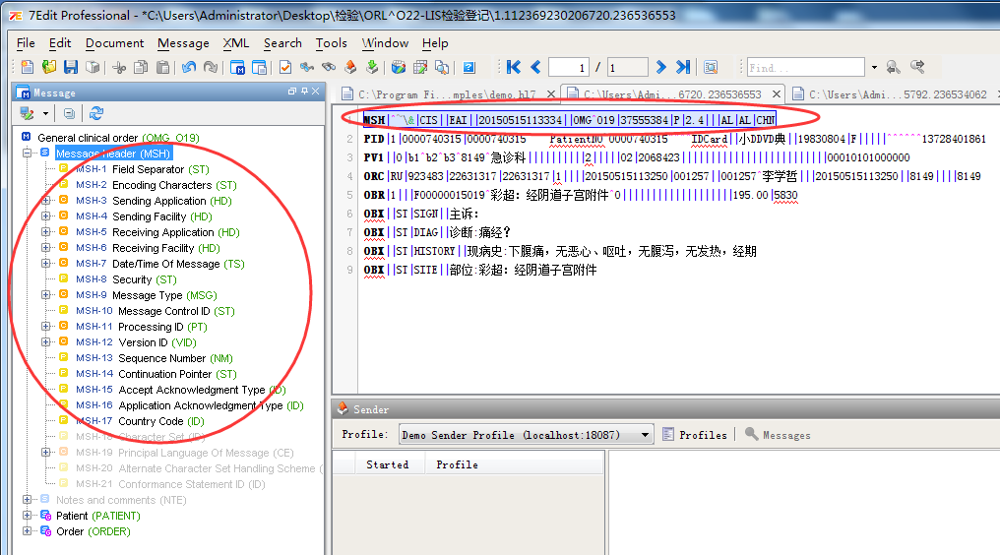 7Edit Professional - *C:\Users\Administrator\Desktop\检验\ORL^O22-LIS检验登记\1.112369230206720.236536553
File Edit Document Message XML Search Tools Window Help
1 / 1 Find...
Message
C:\Program Fi...mples\demo.hl7 C:\Users\Admi...6720.236536553 C:\Users\Admi...5792.236534062
General clinical order (OMG_O19)
Message Header (MSH)
MSH-1 Field Separator (ST)
MSH-2 Encoding Characters (ST)
MSH-3 Sending Application (HD)
MSH-4 Sending Facility (HD)
MSH-5 Receiving Application (HD)
MSH-6 Receiving Facility (HD)
MSH-7 Date/Time Of Message (TS)
MSH-8 Security (ST)
MSH-9 Message Type (MSG)
MSH-10 Message Control ID (ST)
MSH-11 Processing ID (PT)
MSH-12 Version ID (VID)
MSH-13 Sequence Number (NM)
MSH-14 Continuation Pointer (ST)
MSH-15 Accept Acknowledgment Type (ID)
MSH-16 Application Acknowledgment Type (ID)
MSH-17 Country Code (ID)
MSH-18 Character Set (ID)
MSH-19 Principal Language Of Message (CE)
MSH-20 Alternate Character Set Handling Scheme (
MSH-21 Conformance Statement ID (ID)
Notes and comments (NTE)
Patient (PATIENT)
Order (ORDER)
1 MSH|^~\&|CIS||EAI||20150515113334||OMG^O19|37555384|P|2.4|||AL|AL|CHN
2 PID|1|0000740315|0000740315^^^^PatientNO^0000740315^^^^IDCard||小DDVD典||19830804|F||^^^^^^13728401861
3 PV1||0|b1^b2^b3^8149^急诊科||||||||||2|||||02|2068423|||||||||||||||||||||||||00010101000000
4 ORC|RU|923483|22631317|22631317|1||||20150515113250|001257||001257^李学哲|||20150515113250||8149||||8149
5 OBR|1|||F00000015019^彩超: 经阴道子宫附件^0||||||||||||||||||195.00|5830
6 OBX||ST|SIGN||主诉:
7 OBX||ST|DIAG||诊断:痛经?
8 OBX||ST|HISTORY||现病史:下腹痛，无恶心、呕吐，无腹泻，无发热，经期
9 OBX||ST|SITE||部位:彩超: 经阴道子宫附件
Sender
Profile: Demo Sender Profile (localhost:18087) Profiles Messages
Started Profile